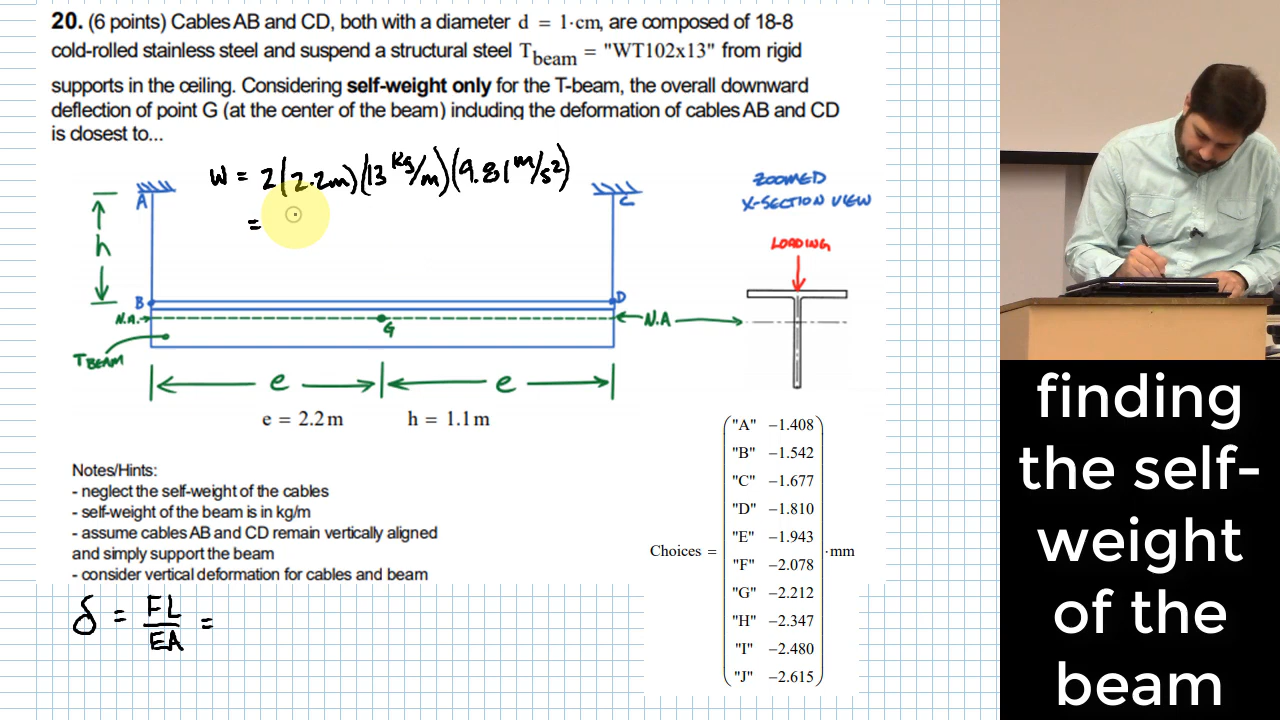 20. (6 points) Cables AB and CD, both with a diameter d = 1·cm, are composed of 18-8
cold-rolled stainless steel and suspend a structural steel T_beam = "WT102x13" from rigid
supports in the ceiling. Considering self-weight only for the T-beam, the overall downward
deflection of point G (at the center of the beam) including the deformation of cables AB and CD
is closest to...
W = 2(2.2m)(13 kg/m)(9.81 m/s²)
=
A
C
h
B
D
N.A.
G
N.A
T BEAM
e
e
e = 2.2m
h = 1.1m
ZOOMED
X-SECTION VIEW
LOADING
Notes/Hints:
- neglect the self-weight of the cables
- self-weight of the beam is in kg/m
- assume cables AB and CD remain vertically aligned
and simply support the beam
- consider vertical deformation for cables and beam
δ = FL/EA =
Choices =
"A" -1.408
"B" -1.542
"C" -1.677
"D" -1.810
"E" -1.943
"F" -2.078
"G" -2.212
"H" -2.347
"I" -2.480
"J" -2.615
·mm
finding
the self-
weight
of the
beam